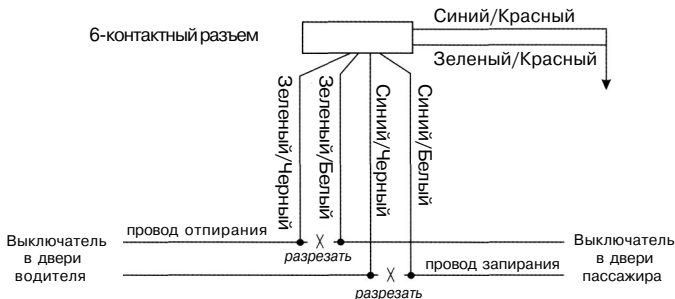 Синий/Красный
6-контактный разъем
Зеленый/Красный
Зеленый/Черный
Зеленый/Белый
Синий/Черный
Синий/Белый
Выключатель
в двери
водителя
провод отпирания
разрезать
провод запирания
разрезать
Выключатель
в двери
пассажира